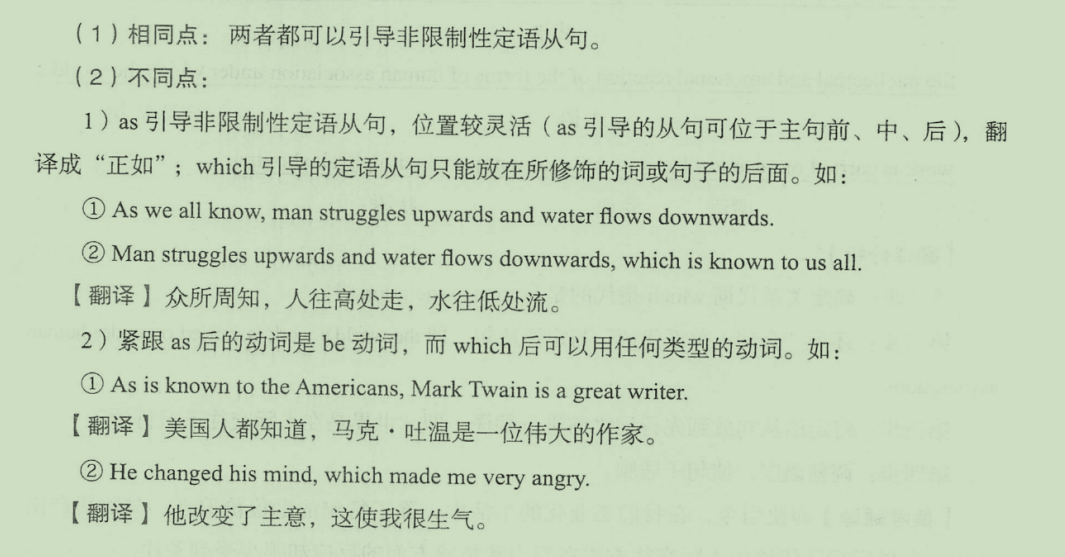 （1）相同点：两者都可以引导非限制性定语从句。
（2）不同点：
1）as 引导非限制性定语从句，位置较灵活（as 引导的从句可位于主句前、中、后），翻
译成“正如”；which 引导的定语从句只能放在所修饰的词或句子的后面。如：
① As we all know, man struggles upwards and water flows downwards.
② Man struggles upwards and water flows downwards, which is known to us all.
【翻译】众所周知，人往高处走，水往低处流。
2）紧跟 as 后的动词是 be 动词，而 which 后可以用任何类型的动词。如：
① As is known to the Americans, Mark Twain is a great writer.
【翻译】美国人都知道，马克·吐温是一位伟大的作家。
② He changed his mind, which made me very angry.
【翻译】他改变了主意，这使我很生气。